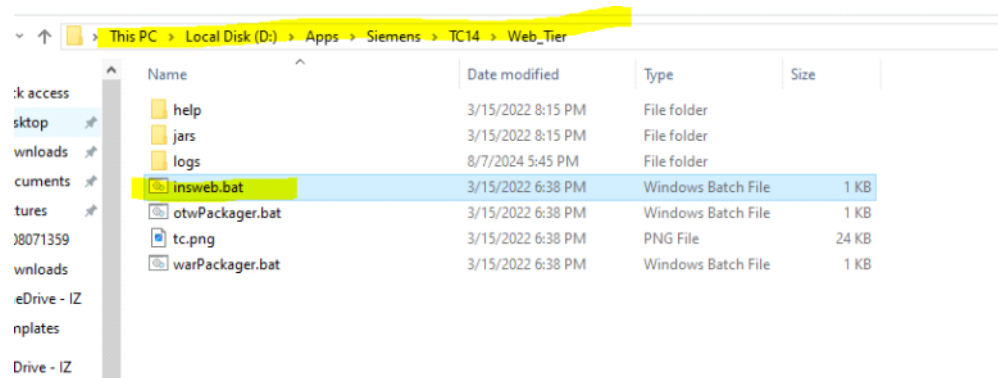 This PC > Local Disk (D:) > Apps > Siemens > TC14 > Web_Tier
Name Date modified Type Size
ck access
sktop
wnloads
cuments
tures
08071359
wnloads
eDrive - IZ
mplates
Drive - IZ
help 3/15/2022 8:15 PM File folder
jars 3/15/2022 8:15 PM File folder
logs 8/7/2024 5:45 PM File folder
insweb.bat 3/15/2022 6:38 PM Windows Batch File 1 KB
otwPackager.bat 3/15/2022 6:38 PM Windows Batch File 1 KB
tc.png 3/15/2022 6:38 PM PNG File 24 KB
warPackager.bat 3/15/2022 6:38 PM Windows Batch File 1 KB